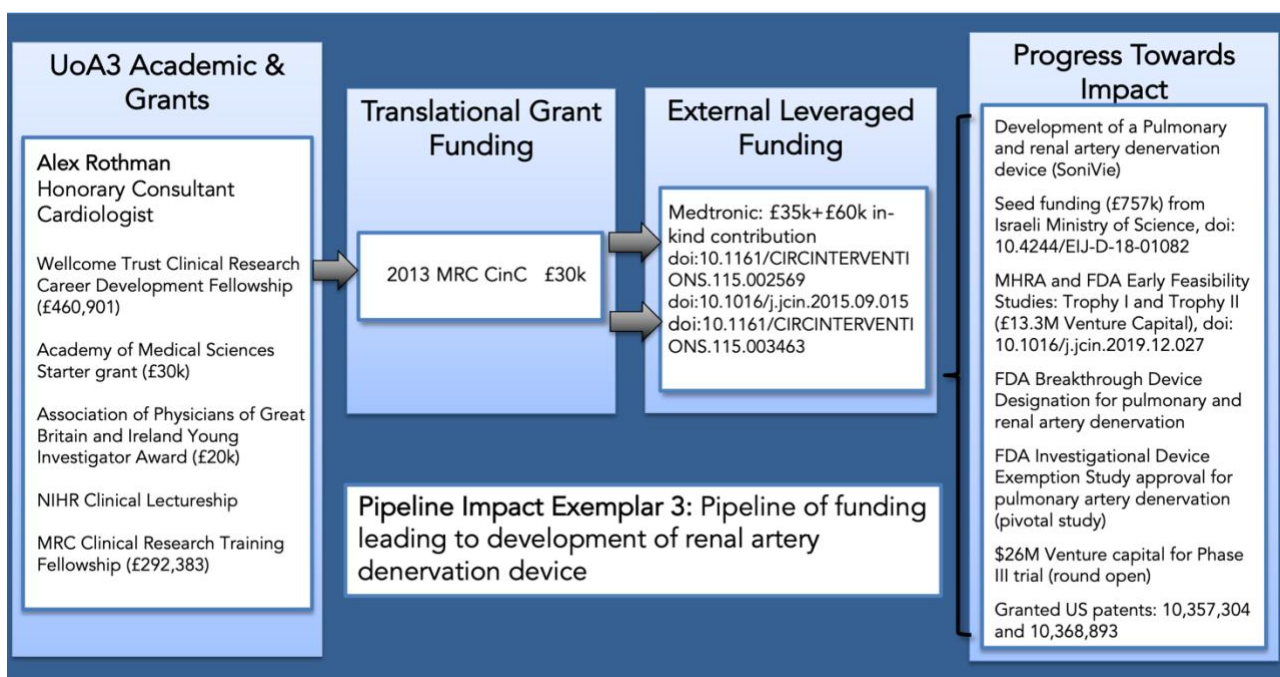 UoA3 Academic &
Grants
Alex Rothman
Honorary Consultant
Cardiologist
Wellcome Trust Clinical Research
Career Development Fellowship
(£460,901)
Academy of Medical Sciences
Starter grant (£30k)
Association of Physicians of Great
Britain and Ireland Young
Investigator Award (£20k)
NIHR Clinical Lectureship
MRC Clinical Research Training
Fellowship (£292,383)
Translational Grant
Funding
2013 MRC CinC £30k
External Leveraged
Funding
Medtronic: £35k+£60k in-
kind contribution
doi:10.1161/CIRCINTERVENTI
ONS.115.002569
doi:10.1016/j.jcin.2015.09.015
doi:10.1161/CIRCINTERVENTI
ONS.115.003463
Pipeline Impact Exemplar 3: Pipeline of funding
leading to development of renal artery
denervation device
Progress Towards
Impact
Development of a Pulmonary
and renal artery denervation
device (SoniVie)
Seed funding (£757k) from
Israeli Ministry of Science, doi:
10.4244/EIJ-D-18-01082
MHRA and FDA Early Feasibility
Studies: Trophy I and Trophy II
(£13.3M Venture Capital), doi:
10.1016/j.jcin.2019.12.027
FDA Breakthrough Device
Designation for pulmonary and
renal artery denervation
FDA Investigational Device
Exemption Study approval for
pulmonary artery denervation
(pivotal study)
$26M Venture capital for Phase
III trial (round open)
Granted US patents: 10,357,304
and 10,368,893